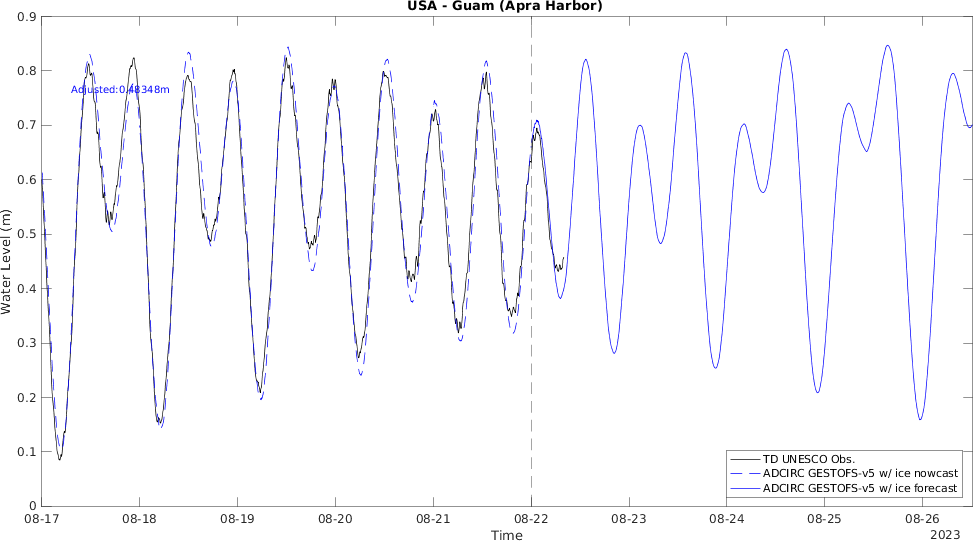 USA - Guam (Apra Harbor)
0.9
0.8
Adjusted:0.48348m
0.7
0.6
0.5
Water Level (m)
0.4
0.3
0.2
0.1
0
TD UNESCO Obs.
ADCIRC GESTOFS-v5 w/ ice nowcast
ADCIRC GESTOFS-v5 w/ ice forecast
08-17 08-18 08-19 08-20 08-21 08-22 08-23 08-24 08-25 08-26
Time
2023